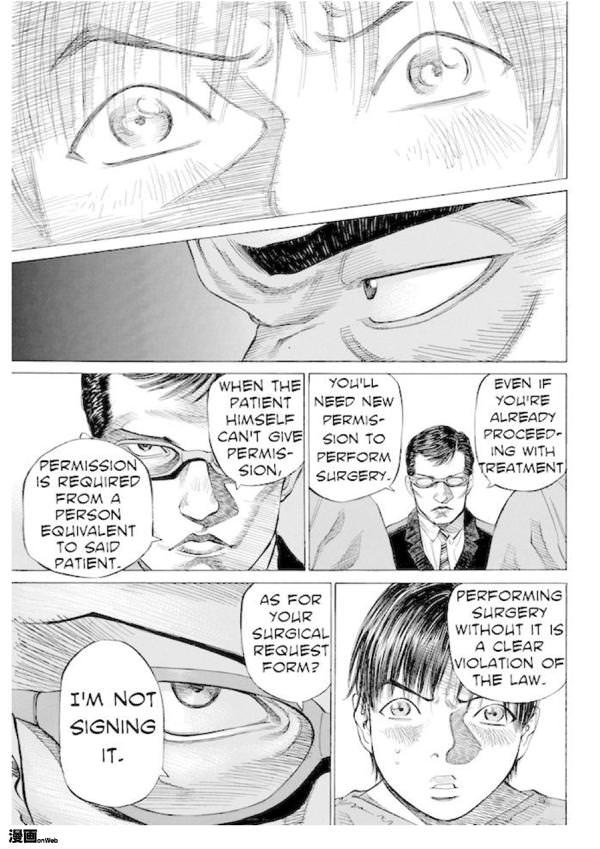 EVEN IF
YOU'RE
ALREADY
PROCEED-
ING WITH
TREATMENT
YOU'LL
NEED NEW
PERMIS-
SION TO
PERFORM
SURGERY.
WHEN THE
PATIENT
HIMSELF
CAN'T GIVE
PERMIS-
SION,
PERMISSION
IS REQUIRED
FROM A
PERSON
EQUIVALENT
TO SAID
PATIENT.
PERFORMING
SURGERY
WITHOUT IT IS
A CLEAR
VIOLATION OF
THE LAW.
AS FOR
YOUR
SURGICAL
REQUEST
FORM?
I'M NOT
SIGNING
IT.
漫画onWeb